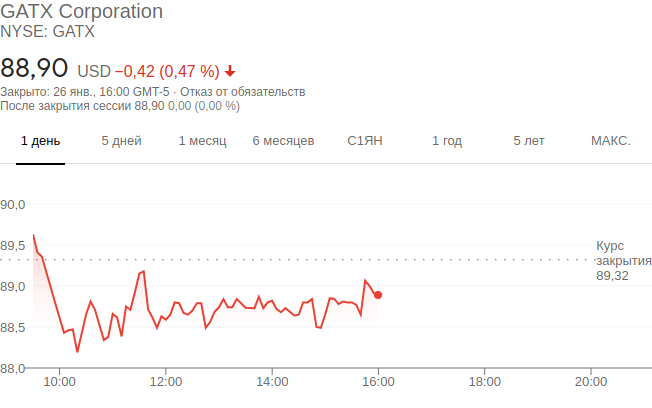 GATX Corporation
NYSE: GATX
88,90 USD −0,42 (0,47 %)
Закрыто: 26 янв., 16:00 GMT-5 · Отказ от обязательств
После закрытия сессии 88,90 0,00 (0,00 %)
1 день 5 дней 1 месяц 6 месяцев С1ЯН 1 год 5 лет МАКС.
90,0
89,5
Курс
закрытия
89,32
89,0
88,5
88,0
10:00 12:00 14:00 16:00 18:00 20:00